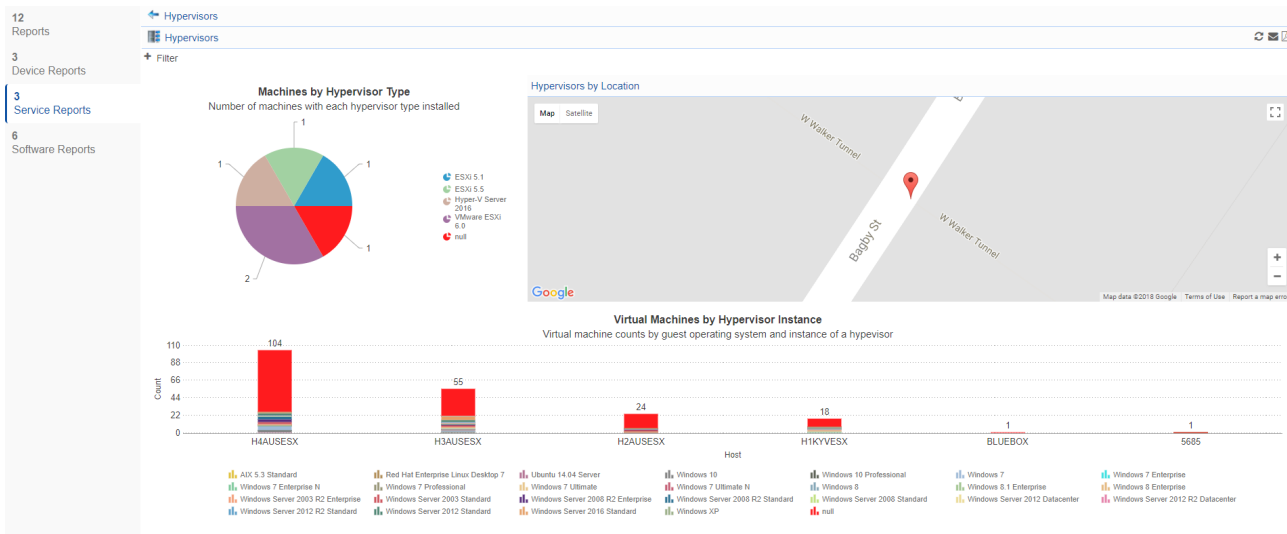 12
Reports
3
Device Reports
3
Service Reports
6
Software Reports
Hypervisors
Hypervisors
+ Filter
Machines by Hypervisor Type
Number of machines with each hypervisor type installed
1
1
1
2
1
ESXi 5.1
ESXi 5.5
Hyper-V Server
2016
VMware ESXi
6.0
null
Hypervisors by Location
Map Satellite
W Walker Tunnel
Bagby St
W Walker Tunnel
+
−
Google
Map data ©2018 Google Terms of Use Report a map erro
Virtual Machines by Hypervisor Instance
Virtual machine counts by guest operating system and instance of a hypevisor
Count
110
88
66
44
22
0
104
55
24
18
1
1
H4AUSESX H3AUSESX H2AUSESX H1KYVESX BLUEBOX 5685
Host
AIX 5.3 Standard Red Hat Enterprise Linux Desktop 7 Ubuntu 14.04 Server Windows 10 Windows 10 Professional Windows 7 Windows 7 Enterprise
Windows 7 Enterprise N Windows 7 Professional Windows 7 Ultimate Windows 7 Ultimate N Windows 8 Windows 8.1 Enterprise Windows 8 Enterprise
Windows Server 2003 R2 Enterprise Windows Server 2003 Standard Windows Server 2008 R2 Enterprise Windows Server 2008 R2 Standard Windows Server 2008 Standard Windows Server 2012 Datacenter Windows Server 2012 R2 Datacenter
Windows Server 2012 R2 Standard Windows Server 2012 Standard Windows Server 2016 Standard Windows XP null